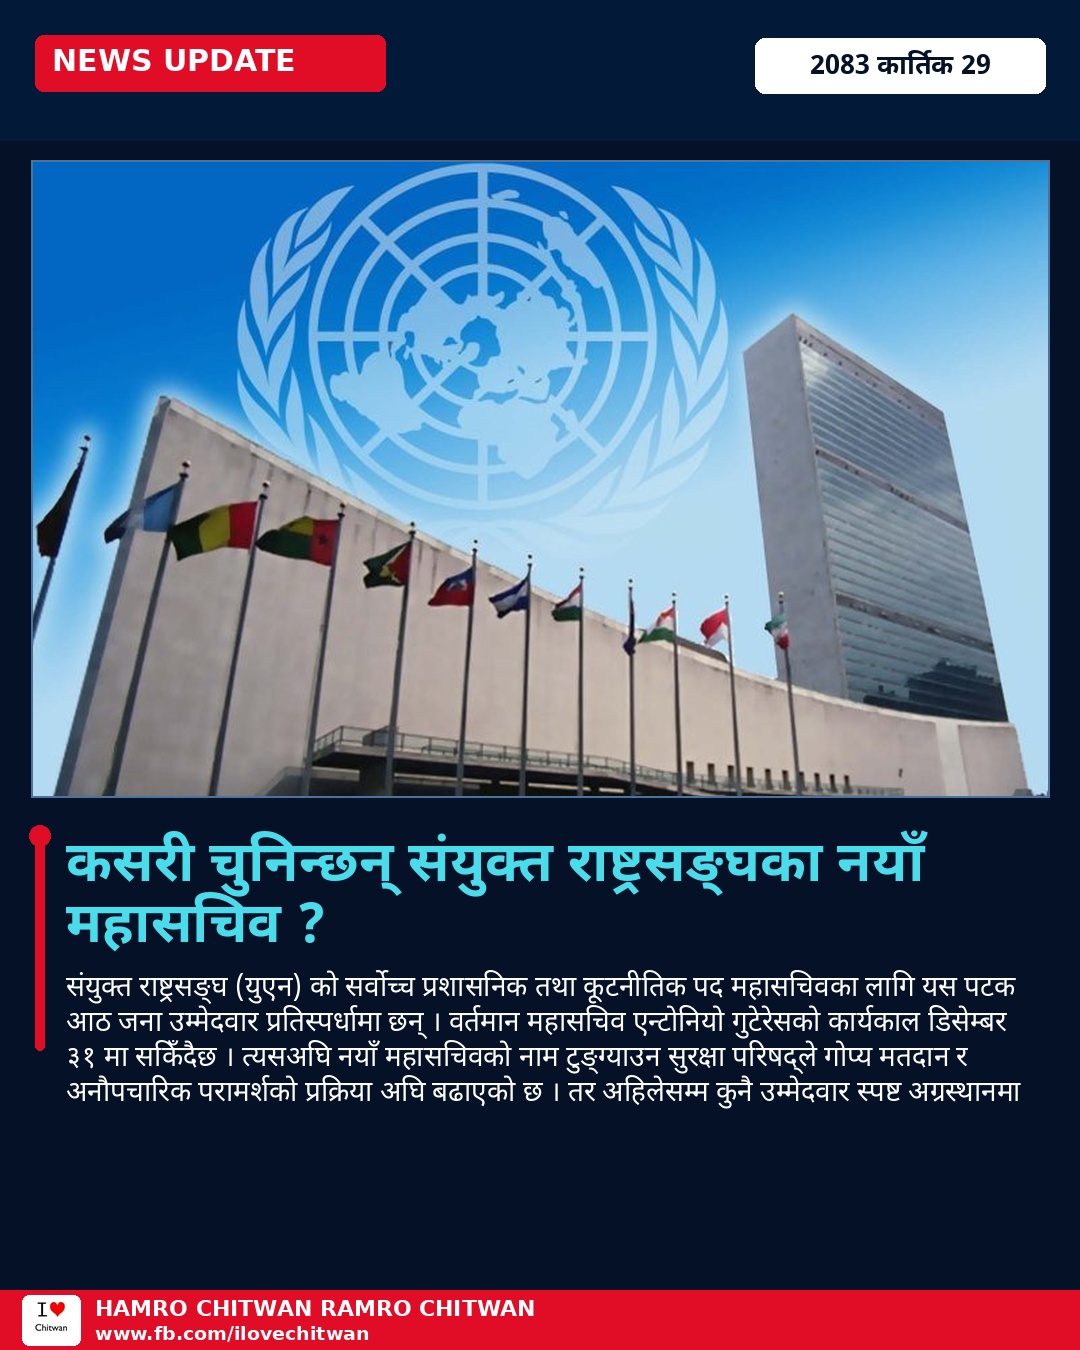 NEWS UPDATE
2083 कार्तिक 29
कसरी चुनिन्छन् संयुक्त राष्ट्रसङ्घका नयाँ
महासचिव ?
संयुक्त राष्ट्रसङ्घ (युएन) को सर्वोच्च प्रशासनिक तथा कूटनीतिक पद महासचिवका लागि यस पटक
आठ जना उम्मेदवार प्रतिस्पर्धामा छन् । वर्तमान महासचिव एन्टोनियो गुटेरेसको कार्यकाल डिसेम्बर
३१ मा सकिँदैछ । त्यसअघि नयाँ महासचिवको नाम टुङ्ग्याउन सुरक्षा परिषद्ले गोप्य मतदान र
अनौपचारिक परामर्शको प्रक्रिया अघि बढाएको छ । तर अहिलेसम्म कुनै उम्मेदवार स्पष्ट अग्रस्थानमा
I❤
Chitwan
HAMRO CHITWAN RAMRO CHITWAN
www.fb.com/ilovechitwan